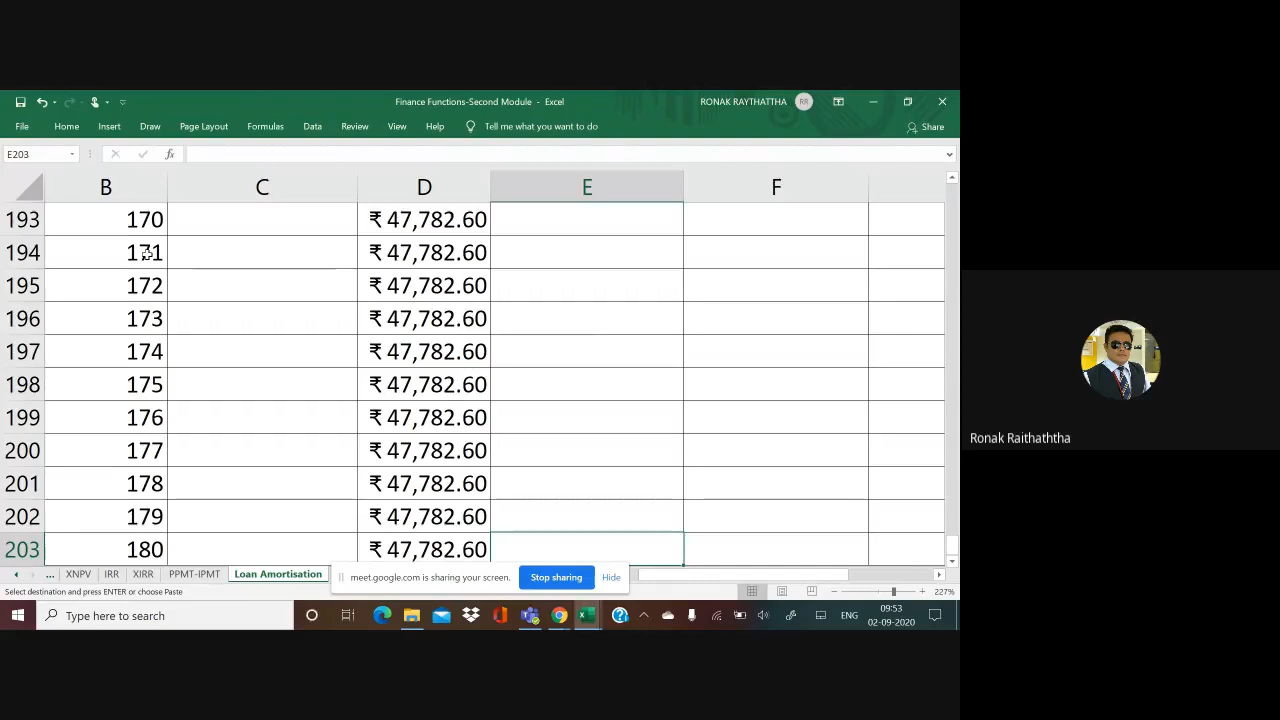 Finance Functions-Second Module - Excel
RONAK RAYTHATTHA RR
File Home Insert Draw Page Layout Formulas Data Review View Help Tell me what you want to do Share
E203 fx
B C D E F
193 170 ₹ 47,782.60
194 171 ₹ 47,782.60
195 172 ₹ 47,782.60
196 173 ₹ 47,782.60
197 174 ₹ 47,782.60
198 175 ₹ 47,782.60
199 176 ₹ 47,782.60
200 177 ₹ 47,782.60
201 178 ₹ 47,782.60
202 179 ₹ 47,782.60
203 180 ₹ 47,782.60
... XNPV IRR XIRR PPMT-IPMT Loan Amortisation
meet.google.com is sharing your screen. Stop sharing Hide
Select destination and press ENTER or choose Paste
227%
Type here to search
ENG
09:53
02-09-2020
Ronak Raithaththa